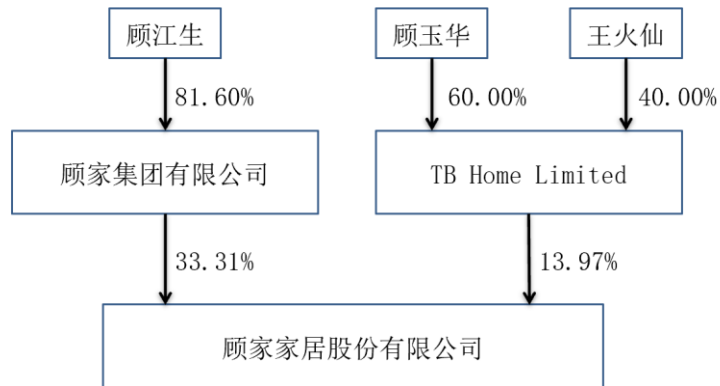 顾江生
顾玉华
王火仙
81.60%
60.00%
40.00%
顾家集团有限公司
TB Home Limited
33.31%
13.97%
顾家家居股份有限公司